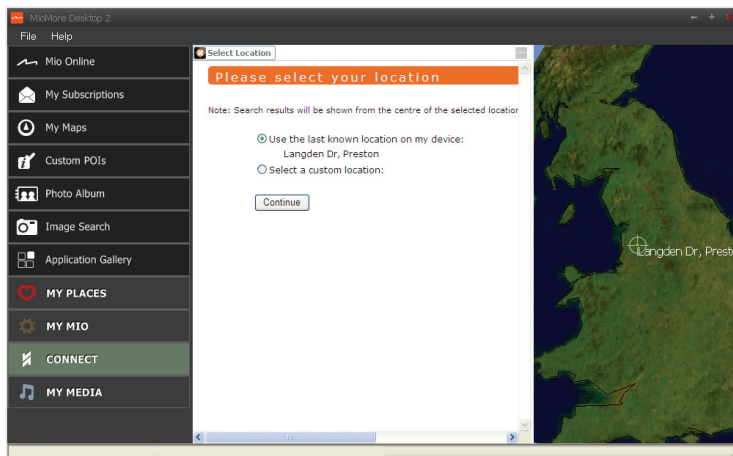 MioMore Desktop 2
File Help
Mio Online
My Subscriptions
My Maps
Custom POIs
Photo Album
Image Search
Application Gallery
MY PLACES
MY MIO
CONNECT
MY MEDIA
Select Location
Please select your location
Note: Search results will be shown from the centre of the selected location
Use the last known location on my device:
Langden Dr, Preston
Select a custom location:
Continue
Langden Dr, Presto